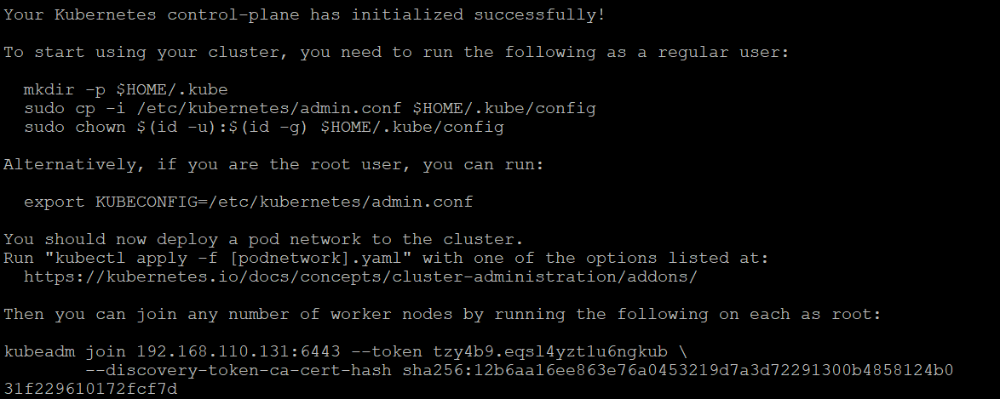 Your Kubernetes control-plane has initialized successfully!
To start using your cluster, you need to run the following as a regular user:
mkdir -p $HOME/.kube
sudo cp -i /etc/kubernetes/admin.conf $HOME/.kube/config
sudo chown $(id -u):$(id -g) $HOME/.kube/config
Alternatively, if you are the root user, you can run:
export KUBECONFIG=/etc/kubernetes/admin.conf
You should now deploy a pod network to the cluster.
Run "kubectl apply -f [podnetwork].yaml" with one of the options listed at:
https://kubernetes.io/docs/concepts/cluster-administration/addons/
Then you can join any number of worker nodes by running the following on each as root:
kubeadm join 192.168.110.131:6443 --token tzy4b9.eqsl4yzt1u6ngkub \
--discovery-token-ca-cert-hash sha256:12b6aa16ee863e76a0453219d7a3d72291300b4858124b0
31f229610172fcf7d